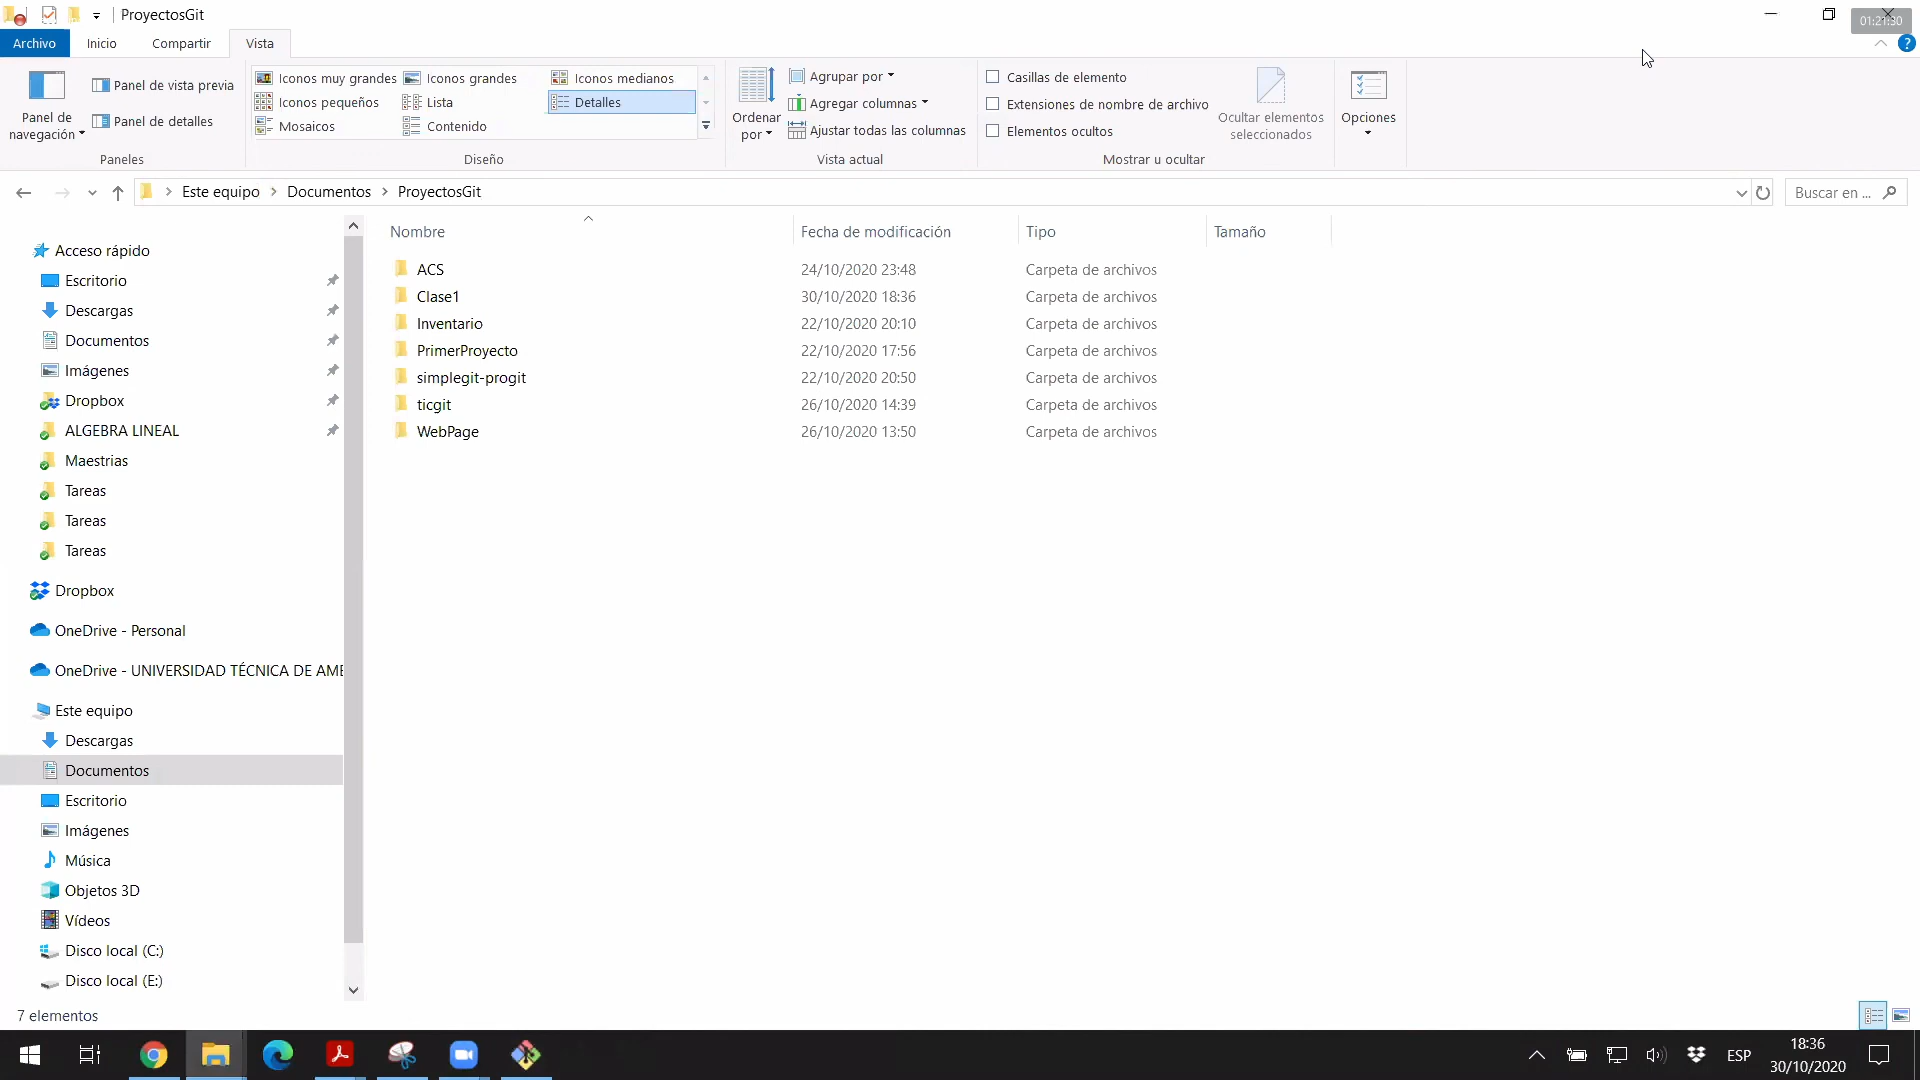 ProyectosGit
01:21:30
Archivo Inicio Compartir Vista
Panel de navegación
Panel de vista previa
Panel de detalles
Paneles
Iconos muy grandes Iconos grandes Iconos medianos
Iconos pequeños Lista Detalles
Mosaicos Contenido
Diseño
Ordenar por
Agrupar por
Agregar columnas
Ajustar todas las columnas
Vista actual
Casillas de elemento
Extensiones de nombre de archivo
Elementos ocultos
Ocultar elementos seleccionados
Mostrar u ocultar
Opciones
Este equipo > Documentos > ProyectosGit
Buscar en ...
Acceso rápido
Escritorio
Descargas
Documentos
Imágenes
Dropbox
ALGEBRA LINEAL
Maestrias
Tareas
Tareas
Tareas
Dropbox
OneDrive - Personal
OneDrive - UNIVERSIDAD TÉCNICA DE AMB
Este equipo
Descargas
Documentos
Escritorio
Imágenes
Música
Objetos 3D
Vídeos
Disco local (C:)
Disco local (E:)
Nombre Fecha de modificación Tipo Tamaño
ACS 24/10/2020 23:48 Carpeta de archivos
Clase1 30/10/2020 18:36 Carpeta de archivos
Inventario 22/10/2020 20:10 Carpeta de archivos
PrimerProyecto 22/10/2020 17:56 Carpeta de archivos
simplegit-progit 22/10/2020 20:50 Carpeta de archivos
ticgit 26/10/2020 14:39 Carpeta de archivos
WebPage 26/10/2020 13:50 Carpeta de archivos
7 elementos
ESP
18:36
30/10/2020